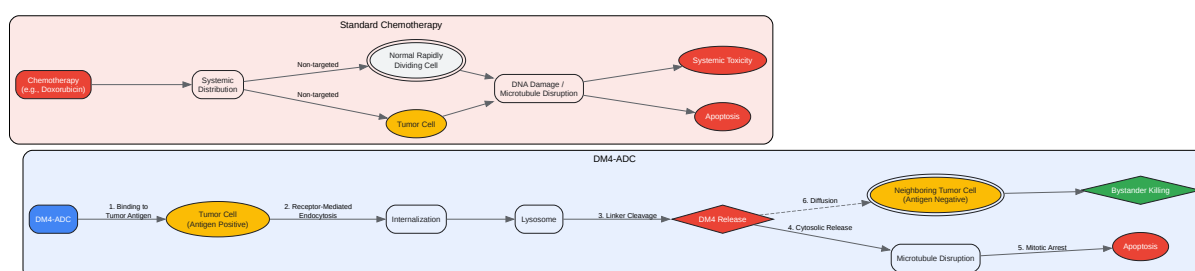 Standard Chemotherapy
Chemotherapy
(e.g., Doxorubicin)
Systemic
Distribution
Non-targeted
Non-targeted
Normal Rapidly
Dividing Cell
Tumor Cell
DNA Damage /
Microtubule Disruption
Systemic Toxicity
Apoptosis
DM4-ADC
DM4-ADC
1. Binding to
Tumor Antigen
Tumor Cell
(Antigen Positive)
2. Receptor-Mediated
Endocytosis
Internalization
Lysosome
3. Linker Cleavage
DM4 Release
6. Diffusion
4. Cytosolic Release
Neighboring Tumor Cell
(Antigen Negative)
Bystander Killing
Microtubule Disruption
5. Mitotic Arrest
Apoptosis